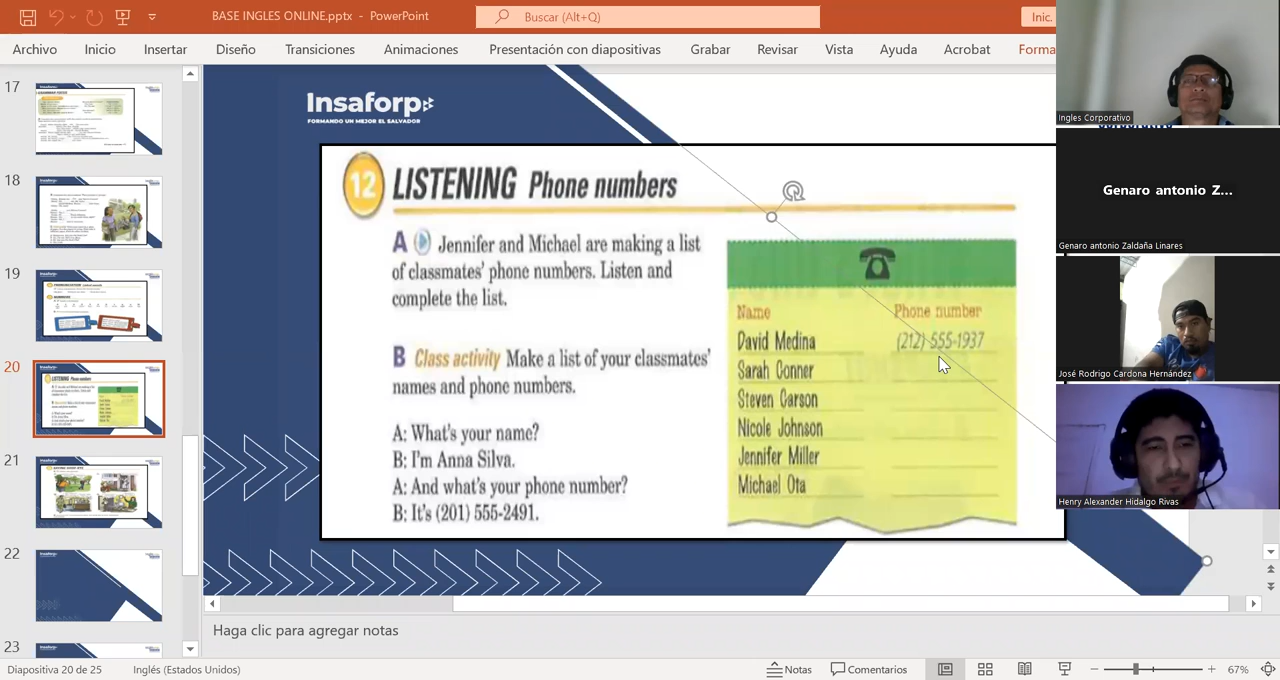 BASE INGLES ONLINE.pptx - PowerPoint
Buscar (Alt+Q)
Inic.
Archivo Inicio Insertar Diseño Transiciones Animaciones Presentación con diapositivas Grabar Revisar Vista Ayuda Acrobat Forma
17
18
19
20
21
22
23
Insaforp
FORMANDO UN MEJOR EL SALVADOR
12 LISTENING Phone numbers
A Jennifer and Michael are making a list
of classmates' phone numbers. Listen and
complete the list.
B Class activity Make a list of your classmates'
names and phone numbers.
A: What's your name?
B: I'm Anna Silva.
A: And what's your phone number?
B: It's (201) 555-2491.
Name Phone number
David Medina (212) 555-1937
Sarah Conner
Steven Carson
Nicole Johnson
Jennifer Miller
Michael Ota
Ingles Corporativo
Genaro antonio Z...
Genaro antonio Zaldaña Linares
José Rodrigo Cardona Hernández
Henry Alexander Hidalgo Rivas
Haga clic para agregar notas
Diapositiva 20 de 25 Inglés (Estados Unidos) Notas Comentarios 67%